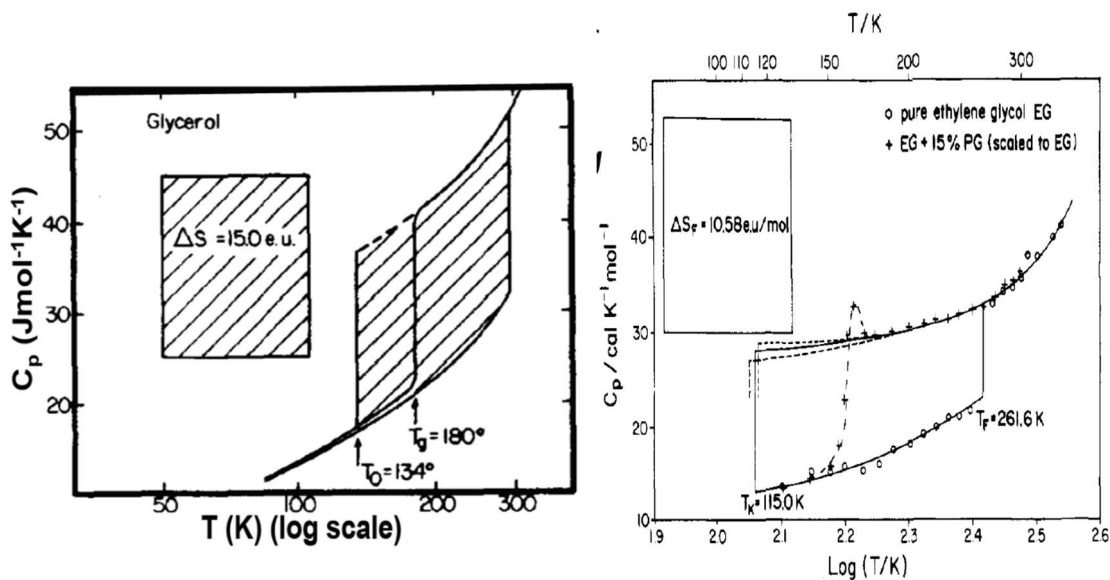 Glycerol
ΔS = 15.0 e.u.
T₀ = 134°
T_g = 180°
50
40
30
20
50
100
200
300
C_p (Jmol⁻¹K⁻¹)
T (K) (log scale)
T/K
100 110 120 150 200 300
○ pure ethylene glycol EG
+ EG + 15% PG (scaled to EG)
ΔS_F = 10.58 e.u/mol
T_F = 261.6 K
T_K = 115.0 K
50
40
30
20
10
C_p / cal K⁻¹ mol⁻¹
1.9 2.0 2.1 2.2 2.3 2.4 2.5 2.6
Log (T/K)